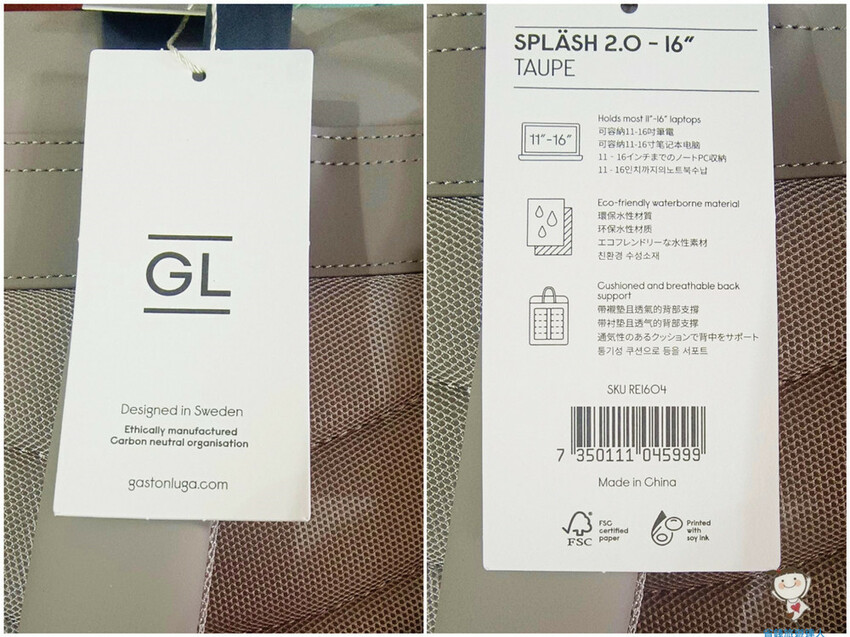 GL
Designed in Sweden
Ethically manufactured
Carbon neutral organisation
gastonluga.com
SPLÄSH 2.0 – 16”
TAUPE
11”-16”
Holds most 11”-16” laptops
可容納11-16吋筆電
可容纳11-16寸笔记本电脑
11‐16インチまでのノートPC収納
11‐16인치까지의노트북수납
Eco-friendly waterborne material
環保水性材質
环保水性材质
エコフレンドリーな水性素材
친환경 수성소재
Cushioned and breathable back
support
帶襯墊且透氣的背部支撐
带衬垫且透气的背部支撑
通気性のあるクッションで背中をサポート
통기성 쿠션으로 등을 서포트
SKU RE1604
7 350111 045999
Made in China
FSC
FSC
certified
paper
Printed
with
soy ink